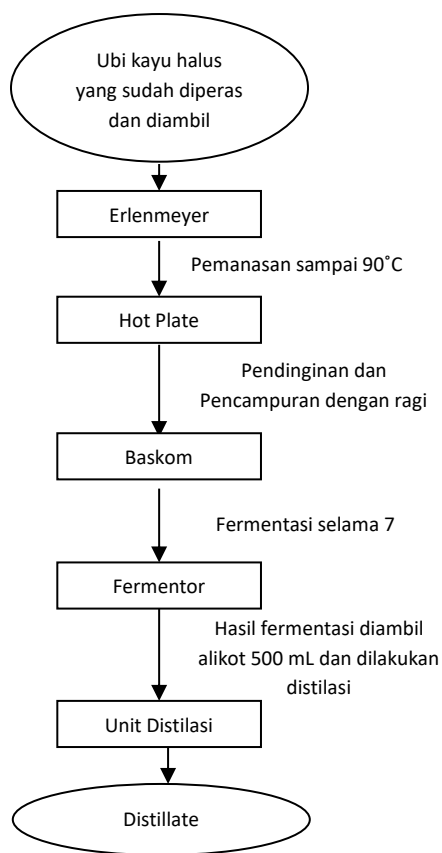 Ubi kayu halus
yang sudah diperas
dan diambil
Erlenmeyer
Pemanasan sampai 90˚C
Hot Plate
Pendinginan dan
Pencampuran dengan ragi
Baskom
Fermentasi selama 7
Fermentor
Hasil fermentasi diambil
alikot 500 mL dan dilakukan
distilasi
Unit Distilasi
Distillate